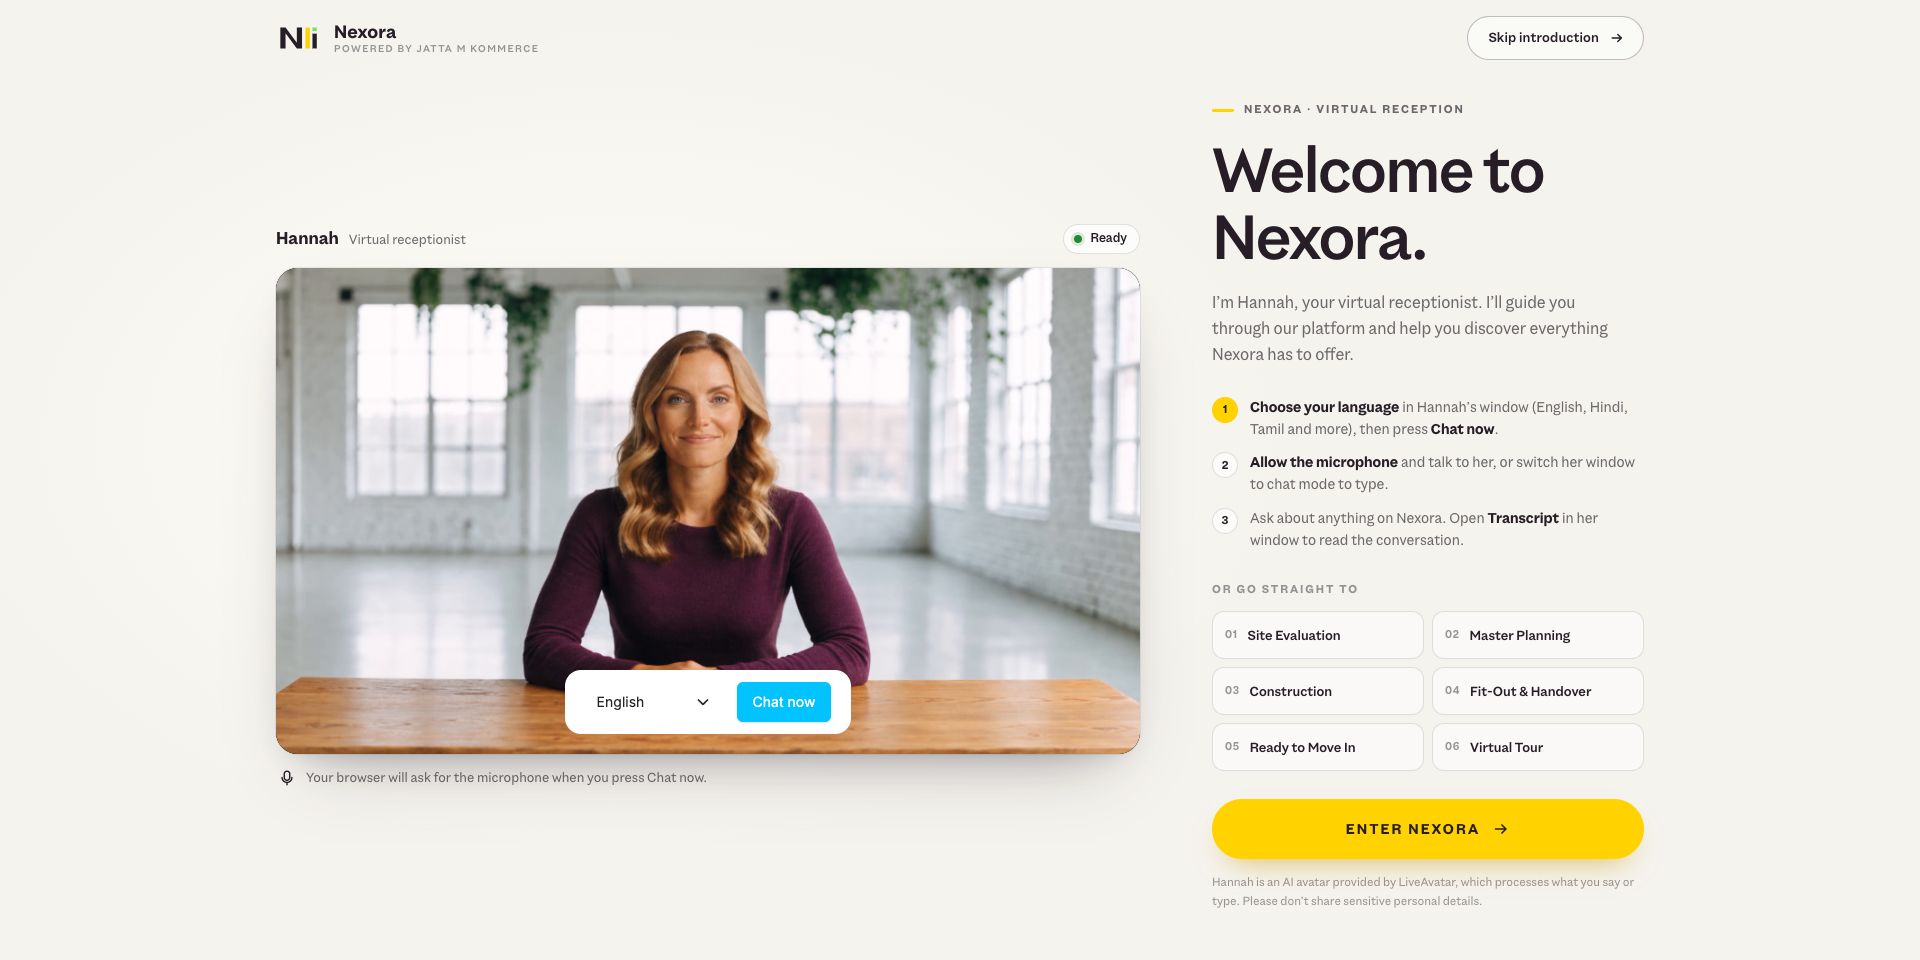 Nexora
POWERED BY JATTA M KOMMERCE
Skip introduction
Hannah Virtual receptionist
Ready
English
Chat now
Your browser will ask for the microphone when you press Chat now.
NEXORA · VIRTUAL RECEPTION
Welcome to
Nexora.
I’m Hannah, your virtual receptionist. I’ll guide you
through our platform and help you discover everything
Nexora has to offer.
1 Choose your language in Hannah’s window (English, Hindi,
Tamil and more), then press Chat now.
2 Allow the microphone and talk to her, or switch her window
to chat mode to type.
3 Ask about anything on Nexora. Open Transcript in her
window to read the conversation.
OR GO STRAIGHT TO
01 Site Evaluation
02 Master Planning
03 Construction
04 Fit-Out & Handover
05 Ready to Move In
06 Virtual Tour
ENTER NEXORA
Hannah is an AI avatar provided by LiveAvatar, which processes what you say or
type. Please don’t share sensitive personal details.